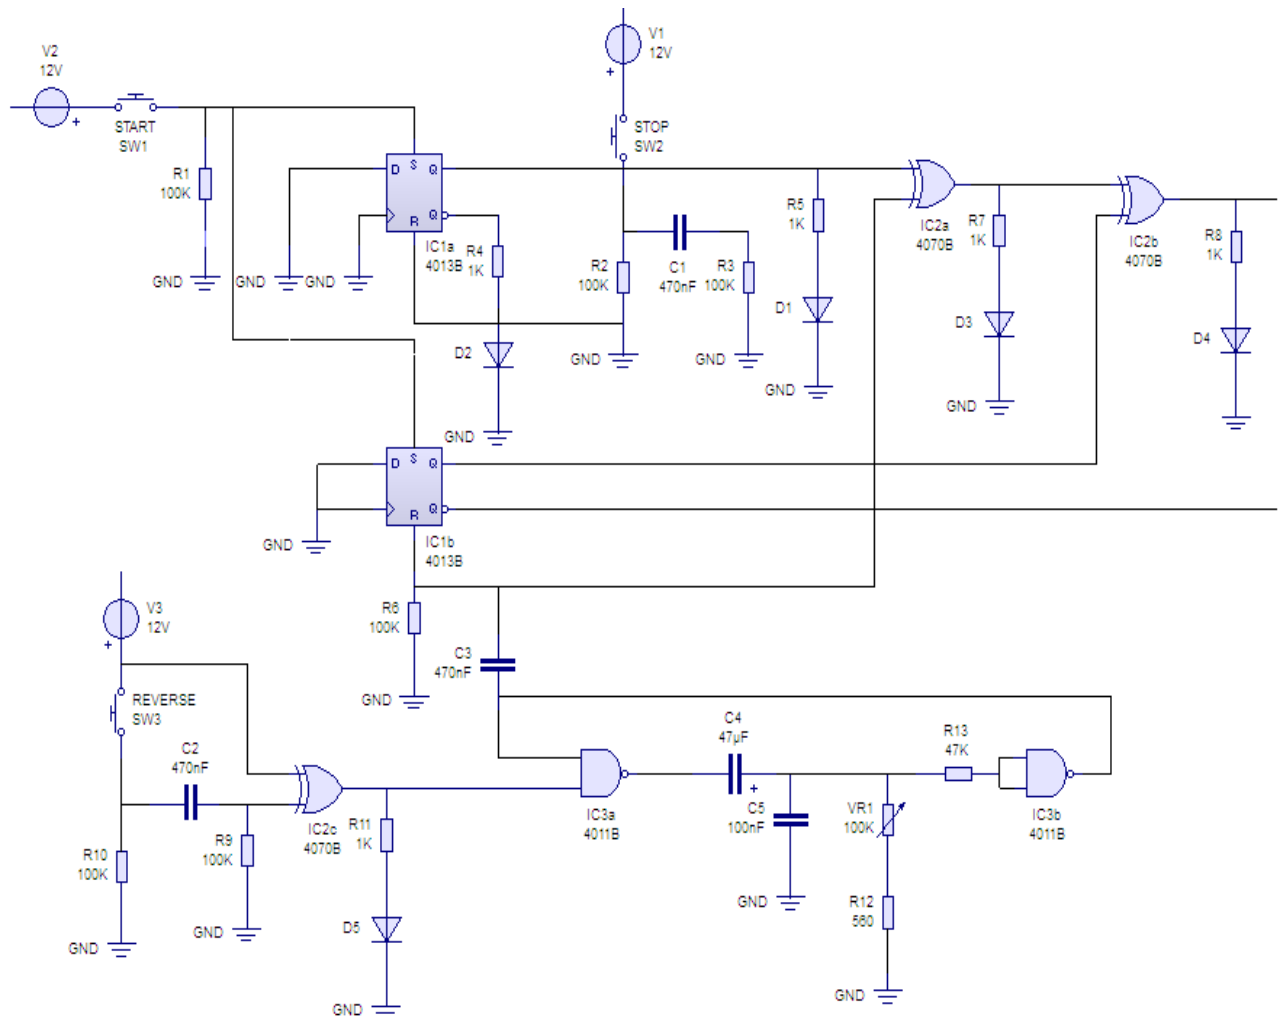 V1
12V
V2
12V
START
SW1
STOP
SW2
R1
100K
D
S
Q
Q
R
IC1a
4013B
R4
1K
R2
100K
C1
470nF
R3
100K
R5
1K
IC2a
4070B
R7
1K
IC2b
4070B
R8
1K
GND
GND
GND
D1
D3
D4
D2
GND
GND
GND
GND
GND
D
S
Q
Q
R
IC1b
4013B
GND
V3
12V
R6
100K
C3
470nF
GND
REVERSE
SW3
C2
470nF
C4
47µF
R13
47K
IC2c
4070B
R11
1K
IC3a
4011B
C5
100nF
VR1
100K
IC3b
4011B
R10
100K
R9
100K
D5
GND
R12
560
GND
GND
GND
GND